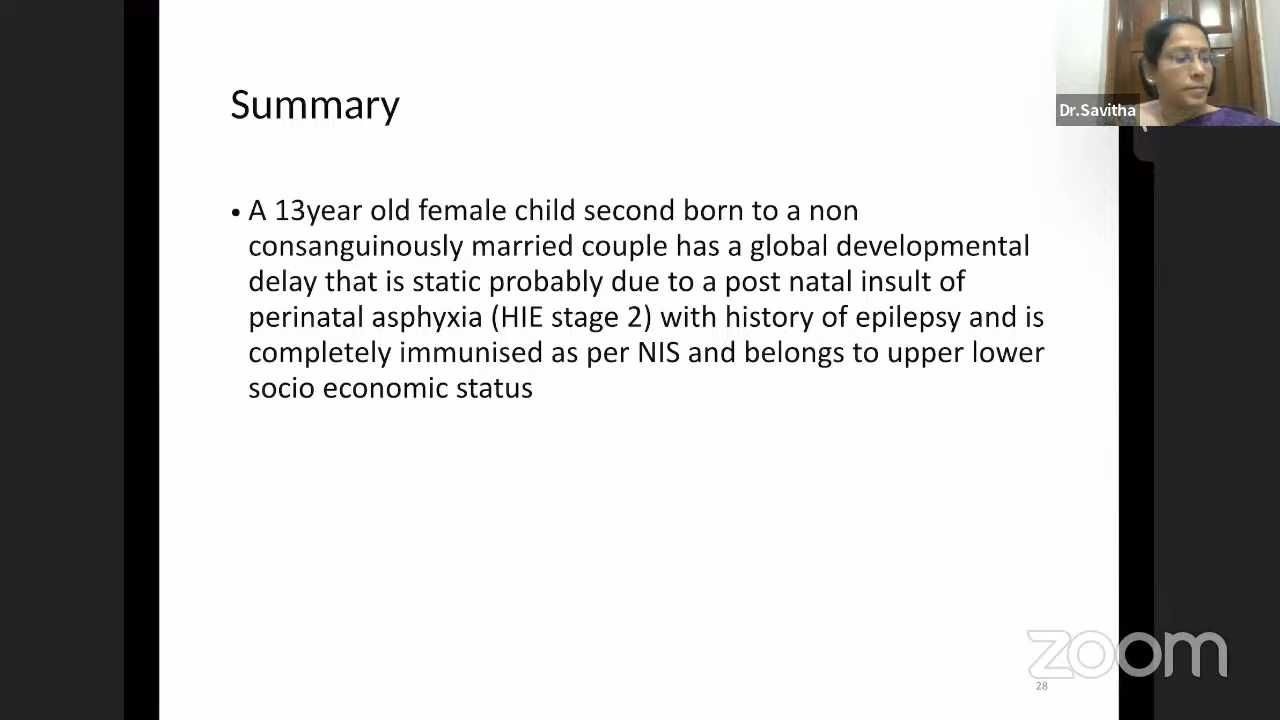 Summary
Dr.Savitha
• A 13year old female child second born to a non
consanguinously married couple has a global developmental
delay that is static probably due to a post natal insult of
perinatal asphyxia (HIE stage 2) with history of epilepsy and is
completely immunised as per NIS and belongs to upper lower
socio economic status
zoom
28